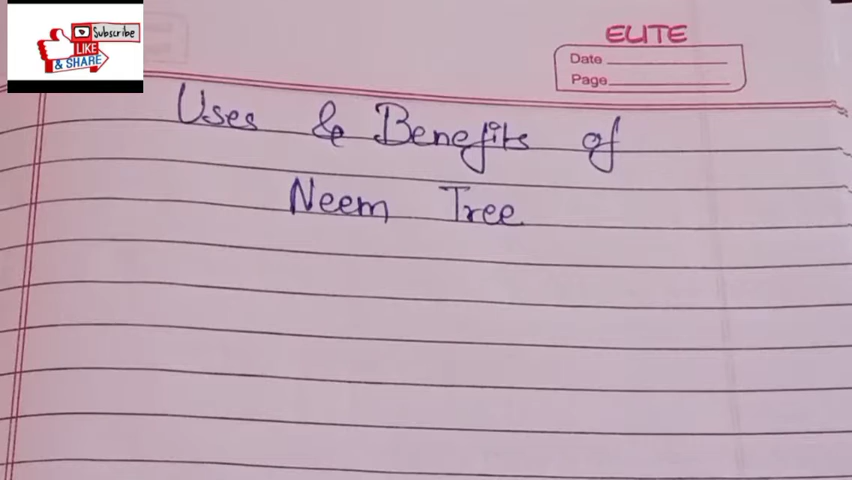 Subscribe
LIKE
& SHARE
ELITE
Date
Page
Uses & Benefits of
Neem Tree